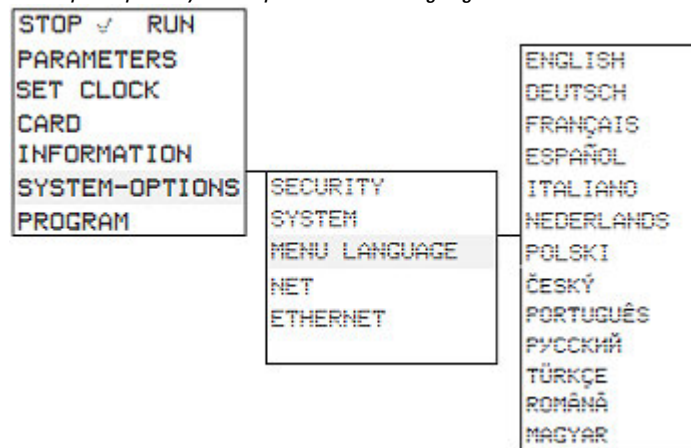 STOP √ RUN
PARAMETERS
SET CLOCK
CARD
INFORMATION
SYSTEM-OPTIONS
PROGRAM
SECURITY
SYSTEM
MENU LANGUAGE
NET
ETHERNET
ENGLISH
DEUTSCH
FRANÇAIS
ESPAÑOL
ITALIANO
NEDERLANDS
POLSKI
ČESKÝ
PORTUGUÊS
РУССКИЙ
TÜRKÇE
ROMÂNĂ
MAGYAR